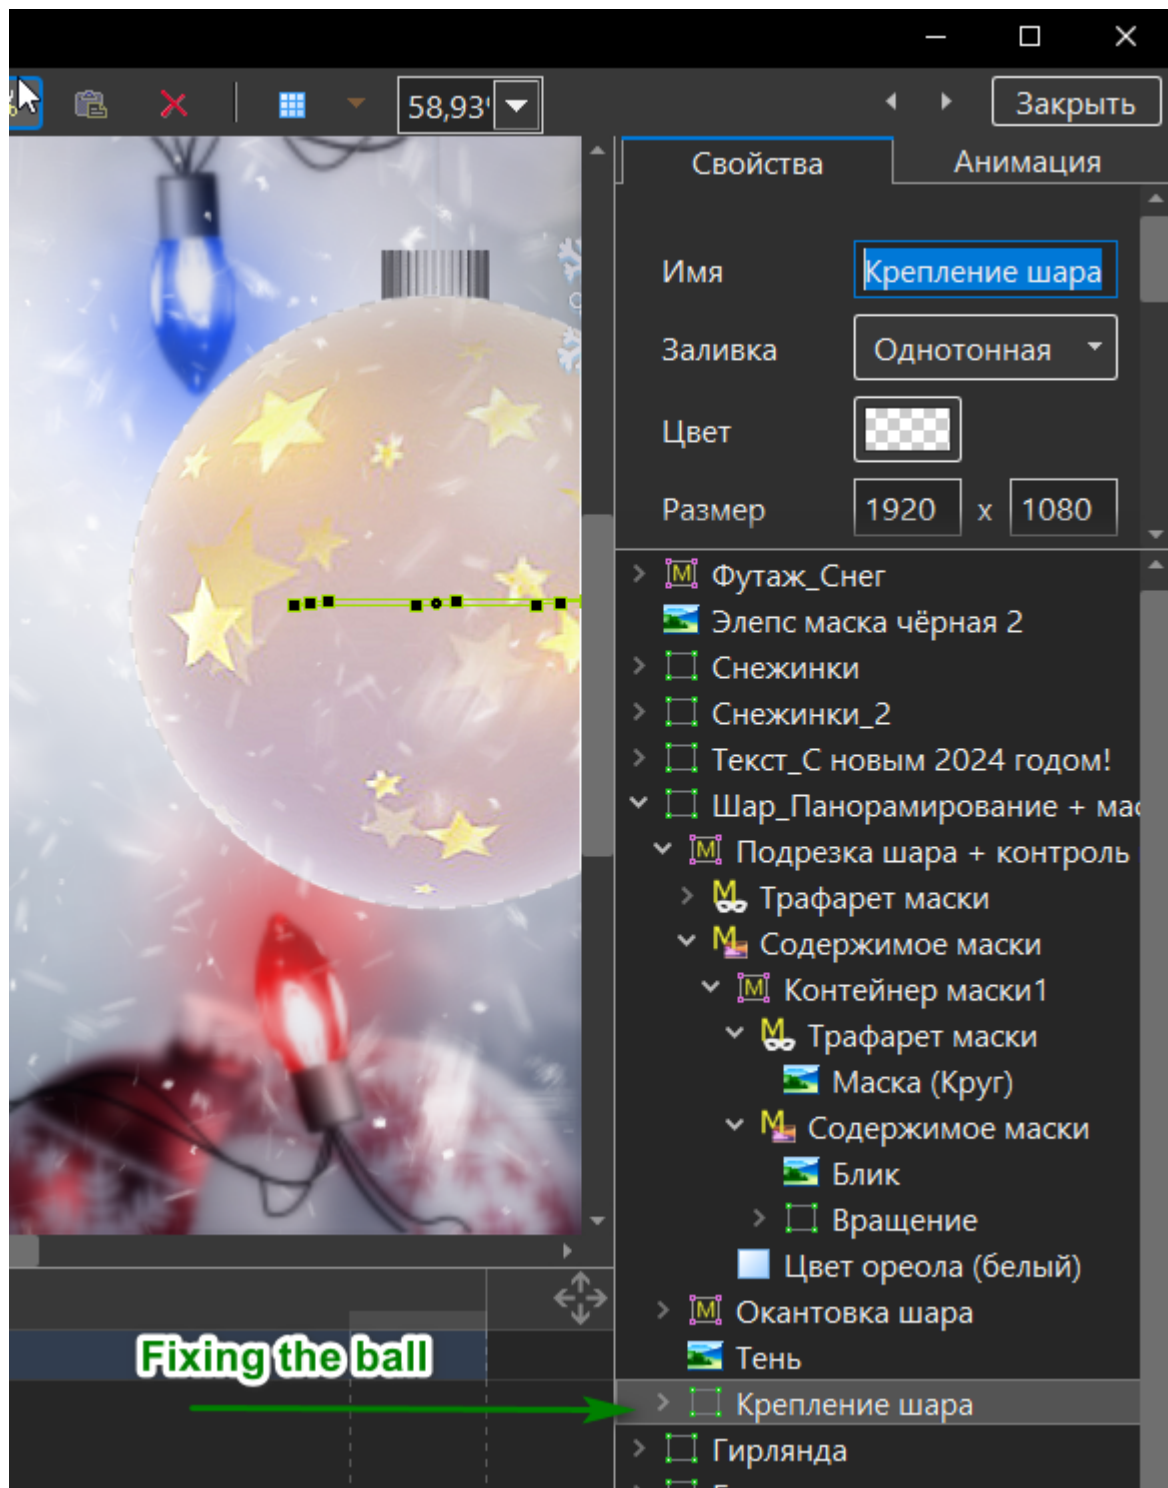 58,93
Закрыть
Свойства
Анимация
Имя
Крепление шара
Заливка
Однотонная
Цвет
Размер
1920 x 1080
Футаж_Снег
Элепс маска чёрная 2
Снежинки
Снежинки_2
Текст_С новым 2024 годом!
Шар_Панорамирование + мас
Подрезка шара + контроль
Трафарет маски
Содержимое маски
Контейнер маски1
Трафарет маски
Маска (Круг)
Содержимое маски
Блик
Вращение
Цвет ореола (белый)
Окантовка шара
Тень
Fixing the ball
Крепление шара
Гирлянда